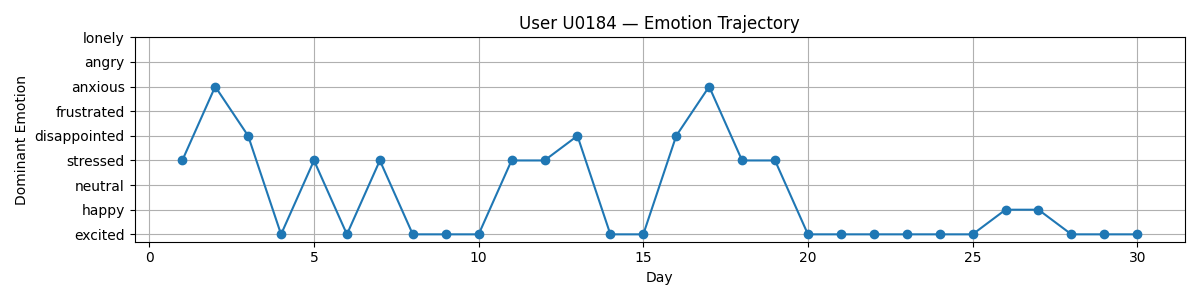 User U0184 — Emotion Trajectory
Dominant Emotion
lonely
angry
anxious
frustrated
disappointed
stressed
neutral
happy
excited
0 5 10 15 20 25 30
Day